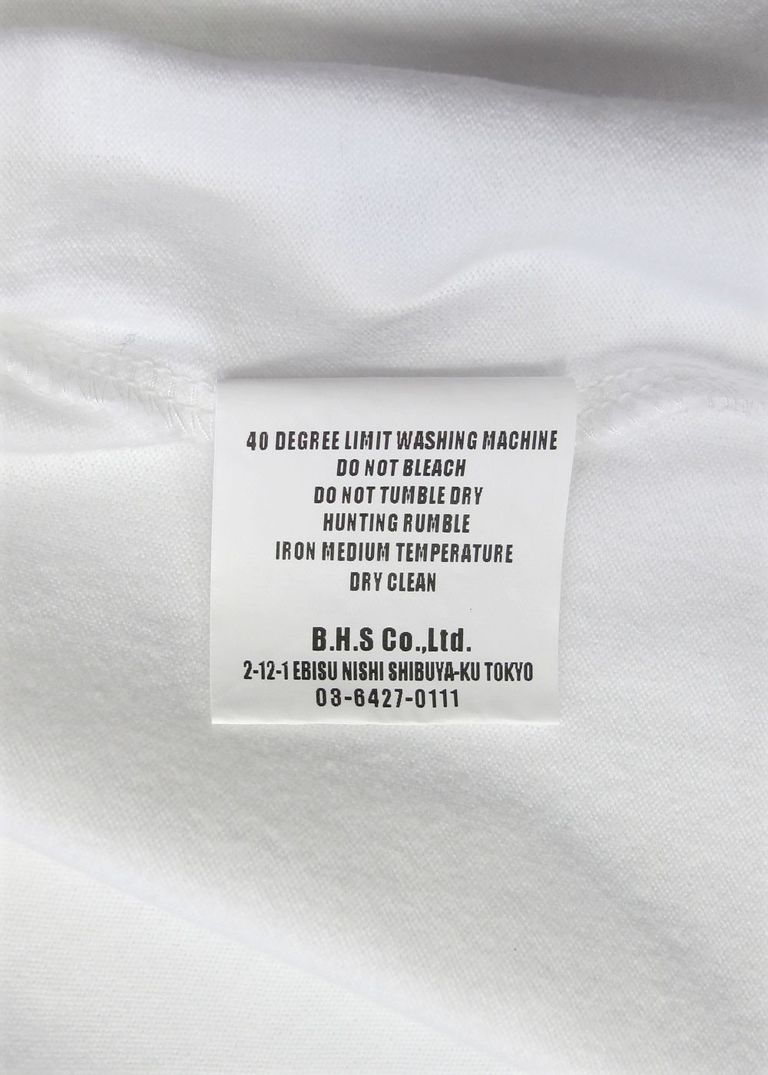 40 DEGREE LIMIT WASHING MACHINE
DO NOT BLEACH
DO NOT TUMBLE DRY
HUNTING RUMBLE
IRON MEDIUM TEMPERATURE
DRY CLEAN
B.H.S Co.,Ltd.
2-12-1 EBISU NISHI SHIBUYA-KU TOKYO
03-6427-0111